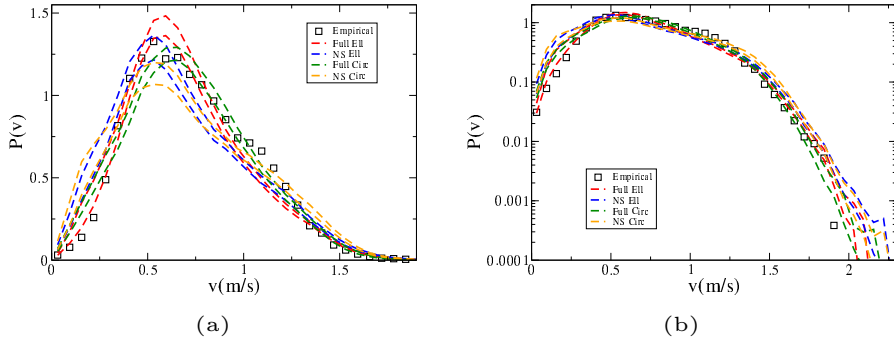 1.5
1
0.5
0
P(v)
0
0.5
1
1.5
v(m/s)
Empirical
Full Ell
NS Ell
Full Circ
NS Circ
(a)
1
0.1
0.01
0.001
0.0001
P(v)
0
0.5
1
1.5
2
v(m/s)
Empirical
Full Ell
NS Ell
Full Circ
NS Circ
(b)